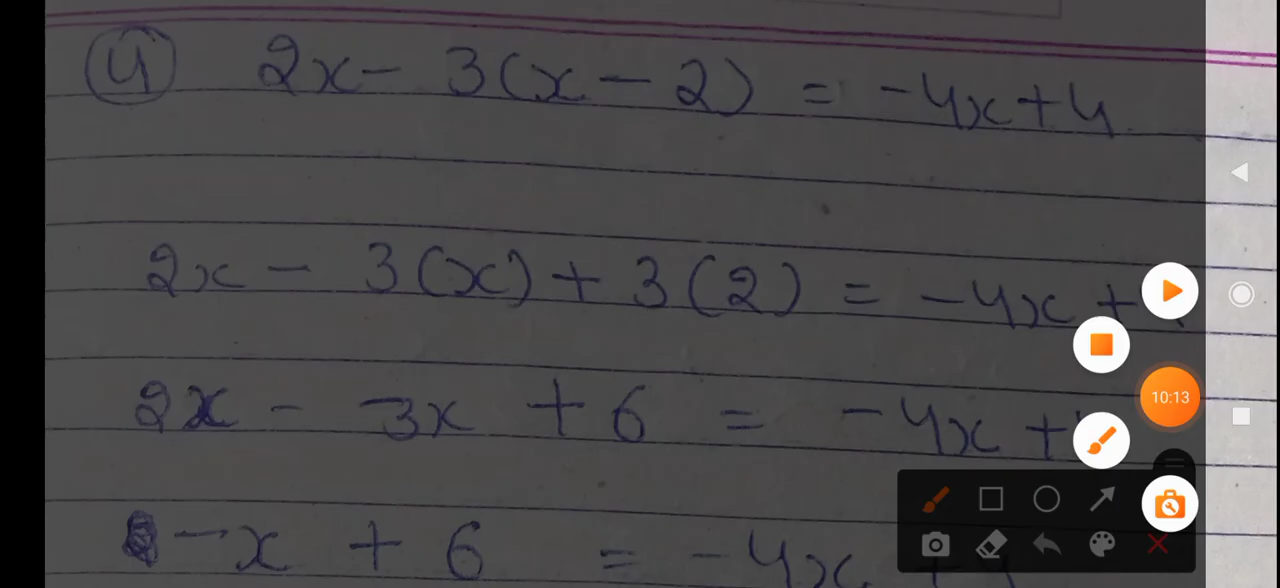 4 2x - 3(x - 2) = -4x + 4
2x - 3(x) + 3(2) = -4x +
2x - 3x + 6 = -4x +
-x + 6 = -4x + 4
10:13